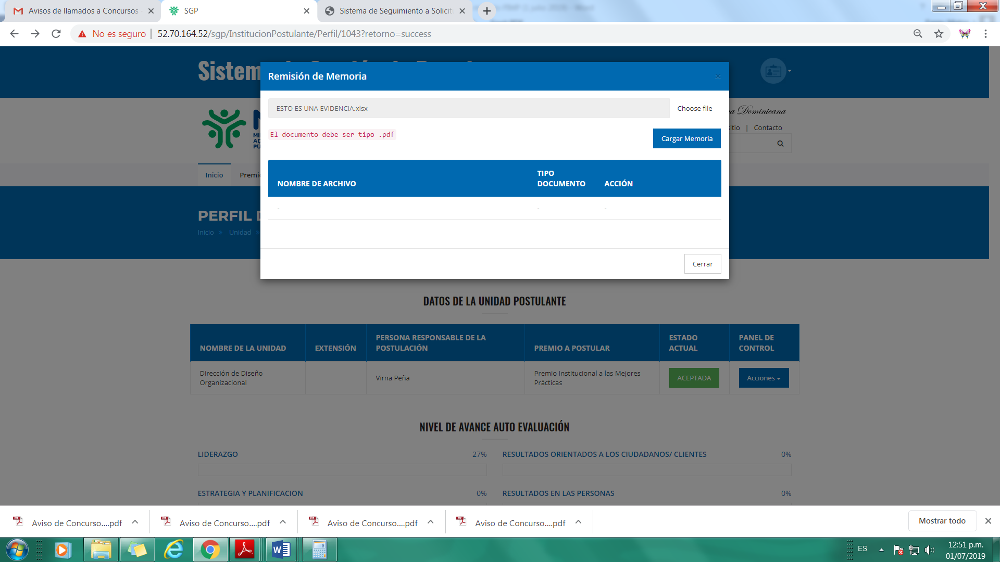 Avisos de llamados a Concursos
SGP
Sistema de Seguimiento a Solicit
No es seguro | 52.70.164.52/sgp/InstitucionPostulante/Perfil/1043?retorno=success
Sistem
Remisión de Memoria
ESTO ES UNA EVIDENCIA.xlsx
Choose file
Dominicana
El documento debe ser tipo .pdf
Cargar Memoria
itio | Contacto
Inicio
NOMBRE DE ARCHIVO
TIPO DOCUMENTO
ACCIÓN
- - -
PERFIL
Inicio » Unidad »
Cerrar
DATOS DE LA UNIDAD POSTULANTE
NOMBRE DE LA UNIDAD
EXTENSIÓN
PERSONA RESPONSABLE DE LA POSTULACIÓN
PREMIO A POSTULAR
ESTADO ACTUAL
PANEL DE CONTROL
Dirección de Diseño Organizacional
Virna Peña
Premio Institucional a las Mejores Prácticas
ACEPTADA
Acciones
NIVEL DE AVANCE AUTO EVALUACIÓN
LIDERAZGO 27%
RESULTADOS ORIENTADOS A LOS CIUDADANOS/ CLIENTES 0%
ESTRATEGIA Y PLANIFICACION 0%
RESULTADOS EN LAS PERSONAS 0%
Aviso de Concurso....pdf
Aviso de Concurso....pdf
Aviso de Concurso....pdf
Aviso de Concurso....pdf
Mostrar todo
ES
12:51 p.m.
01/07/2019